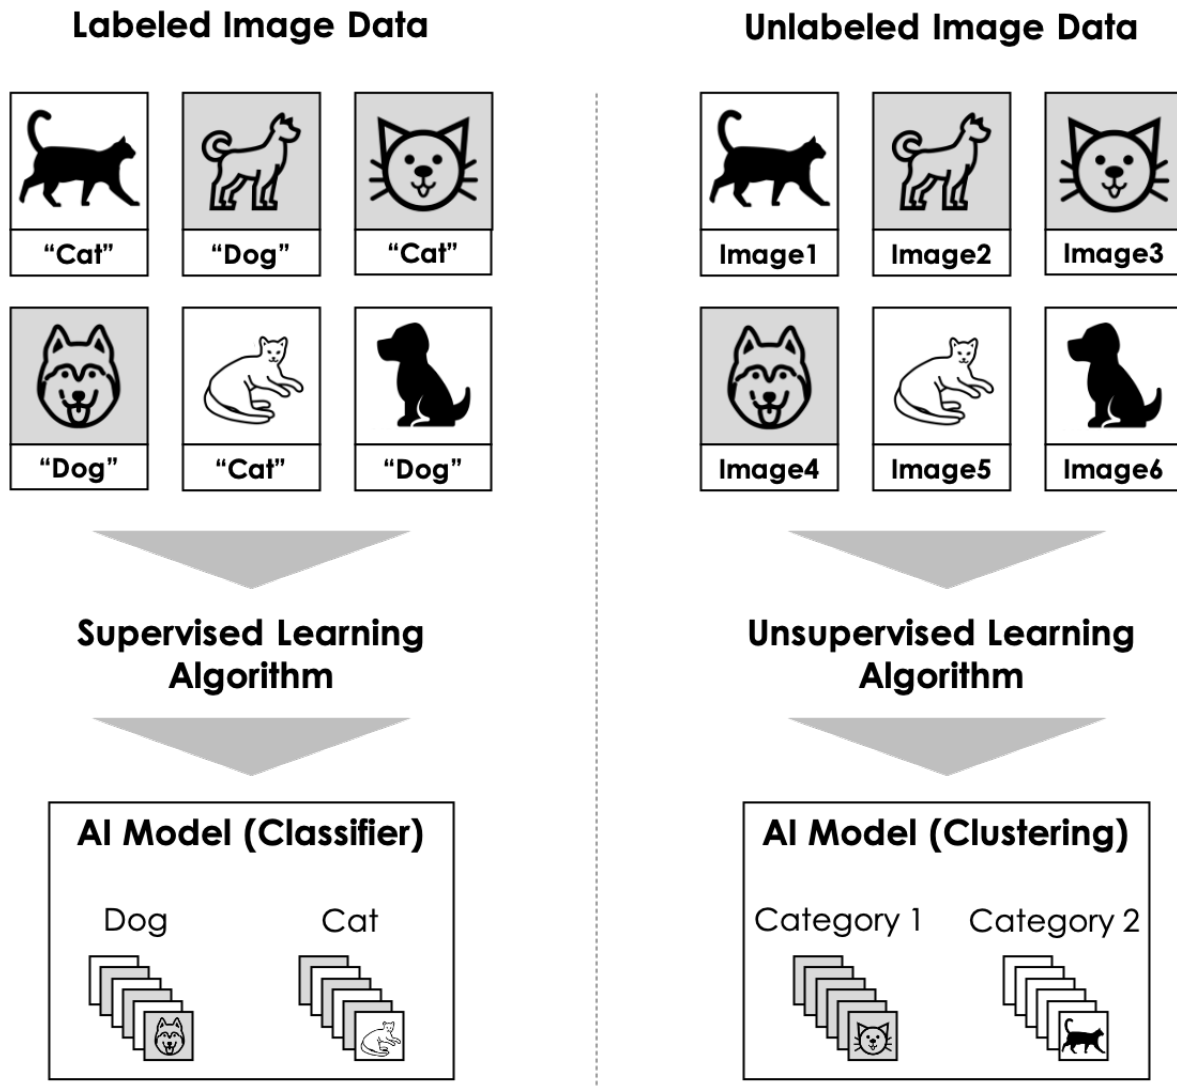 Labeled Image Data
“Cat”
“Dog”
“Cat”
“Dog”
“Cat”
“Dog”
Supervised Learning
Algorithm
AI Model (Classifier)
Dog
Cat
Unlabeled Image Data
Image1
Image2
Image3
Image4
Image5
Image6
Unsupervised Learning
Algorithm
AI Model (Clustering)
Category 1
Category 2